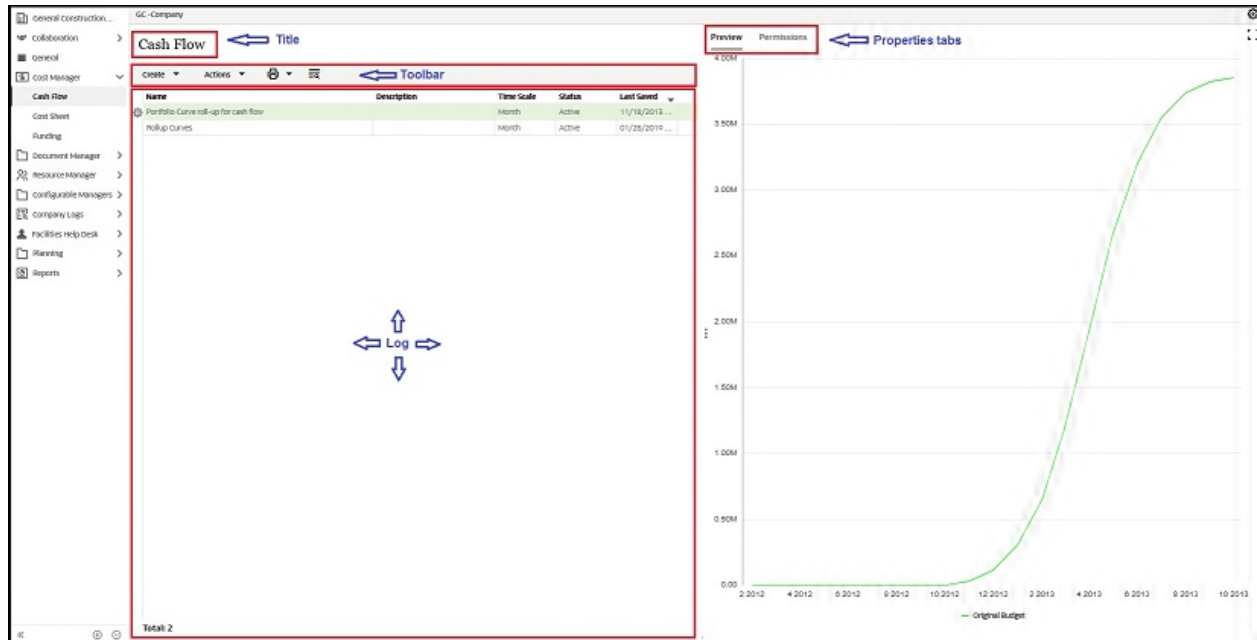 General Construction...
Collaboration
General
Cost Manager
Cash Flow
Cost Sheet
Funding
Document Manager
Resource Manager
Configurable Managers
Company Logs
Facilities Help Desk
Planning
Reports
GC -Company
Cash Flow
Title
Create Actions
Toolbar
Name Description Time Scale Status Last Saved
Portfolio Curve roll-up for cash flow Month Active 11/18/2013 ...
Rollup Curves Month Active 01/28/2019 ...
Log
Total: 2
Preview Permissions
Properties tabs
4.00M
3.50M
3.00M
2.50M
2.00M
1.50M
1.00M
0.50M
0.00
2 2012 4 2012 6 2012 8 2012 10 2012 12 2012 2 2013 4 2013 6 2013 8 2013 10 2013
Original Budget